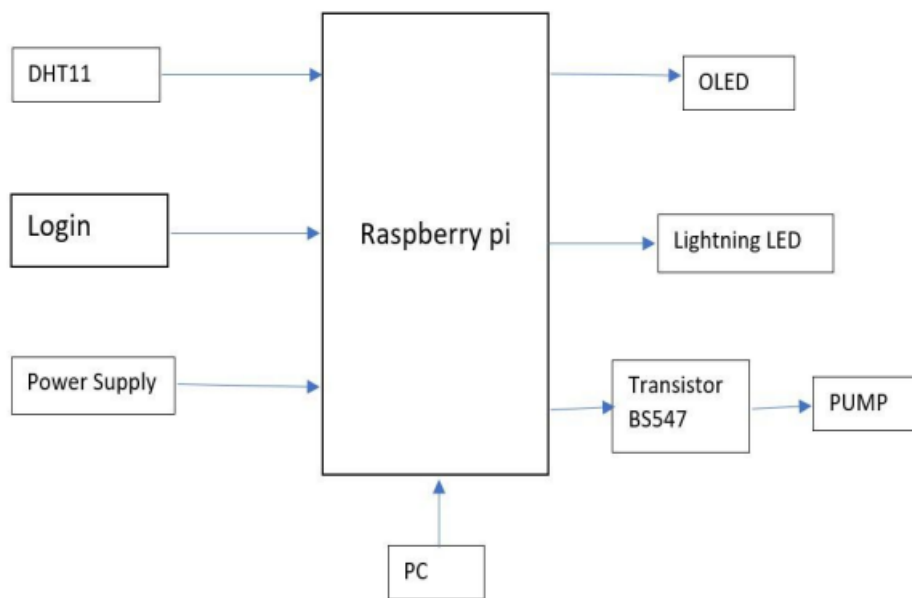 DHT11
OLED
Login
Raspberry pi
Lightning LED
Power Supply
Transistor
BS547
PUMP
PC